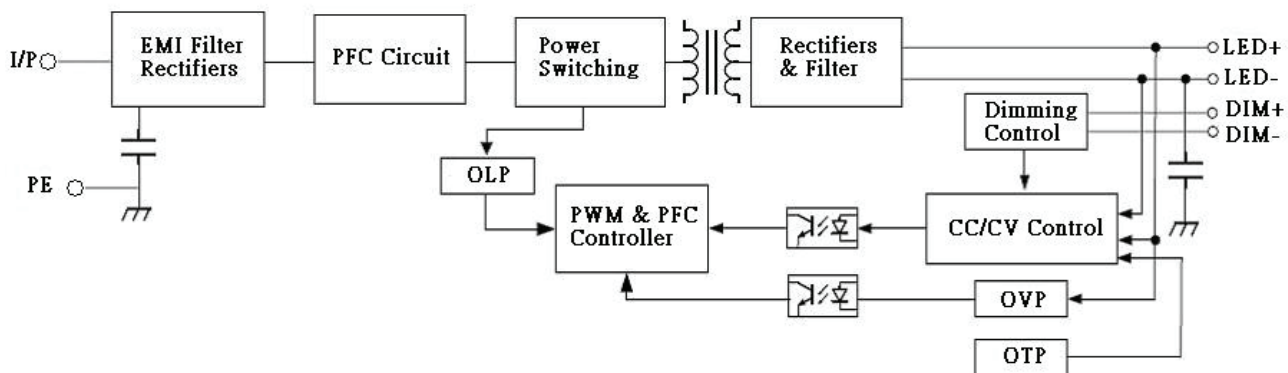 I/P
EMI Filter
Rectifiers
PFC Circuit
Power
Switching
Rectifiers
& Filter
LED+
LED-
DIM+
DIM-
Dimming
Control
PE
OLP
PWM & PFC
Controller
CC/CV Control
OVP
OTP